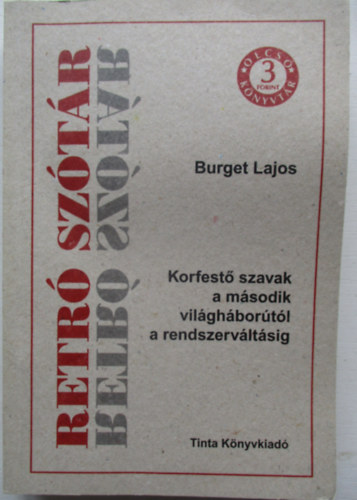 RETRÓ SZÓTÁR
RETRÓ SZÓTÁR
OLCSÓ
3
FORINT
KÖNYVTÁR
Burget Lajos
Korfestő szavak
a második
világháborútól
a rendszerváltásig
Tinta Könyvkiadó